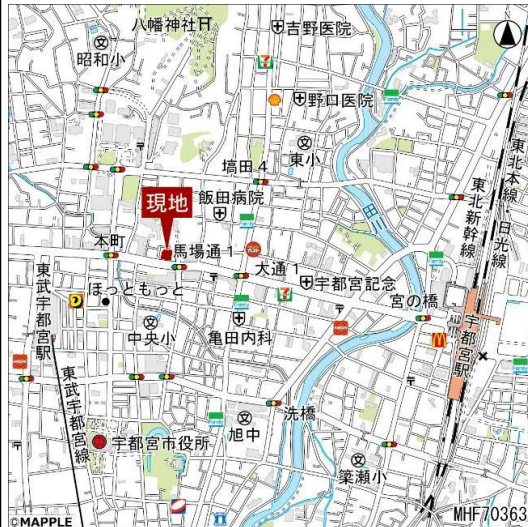 八幡神社
昭和小
吉野医院
野口医院
東小
塙田4
飯田病院
田川
東北本線・日光線
東北新幹線
現地
本町
馬場通1
大通1
宇都宮記念
宮の橋
宇都宮駅
東武宇都宮駅
ほっともっと
中央小
亀田内科
東武宇都宮線
宇都宮市役所
旭中
洗橋
簗瀬小
©MAPPLE
MHF70363